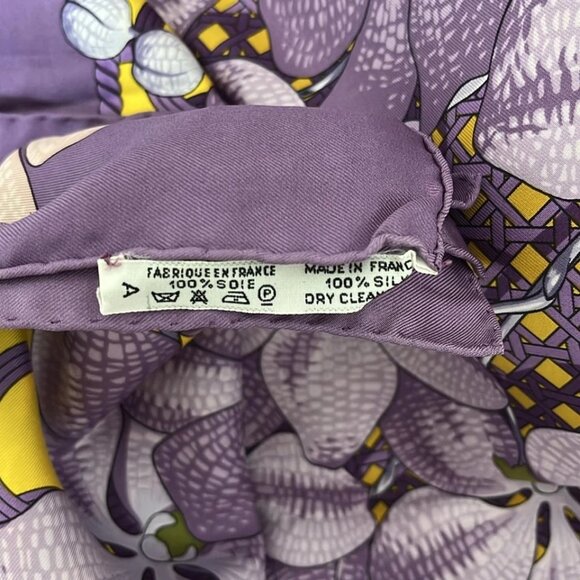 FABRIQUE EN FRANCE
100% SOIE
A
P
MADE IN FRANC
100% SIL
DRY CLEAN